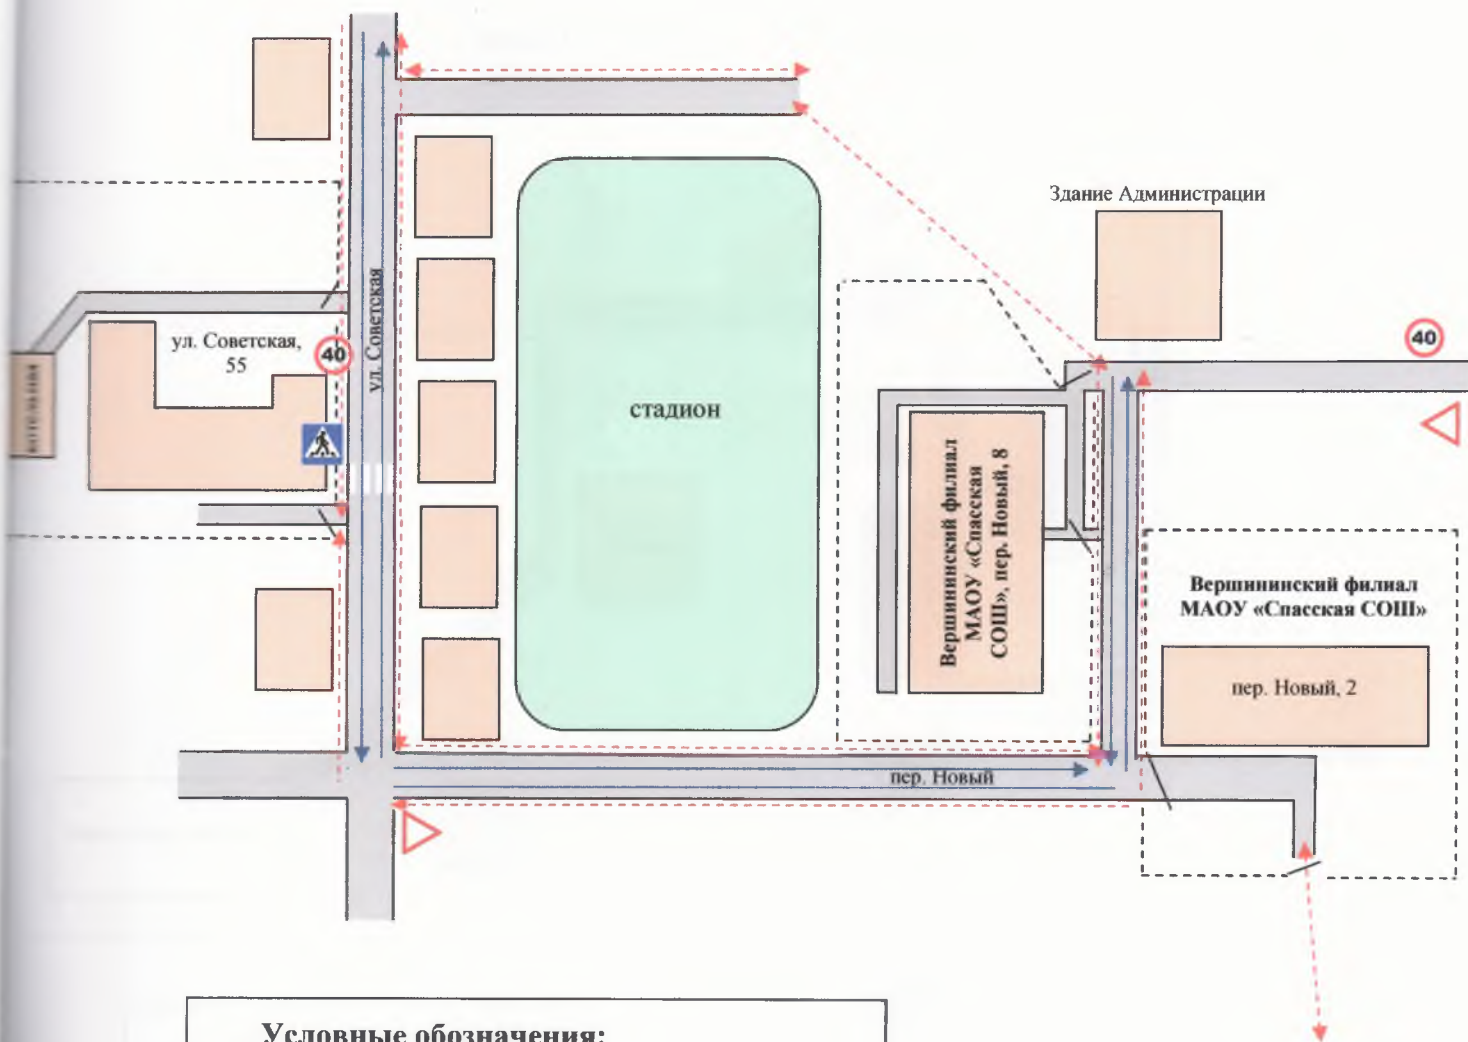 Здание Администрации
ул. Советская
ул. Советская,
55
40
40
котельная
стадион
Вершининский филиал
МАОУ «Спасская
СОШ», пер. Новый, 8
Вершининский филиал
МАОУ «Спасская СОШ»
пер. Новый, 2
пер. Новый
Условные обозначения: